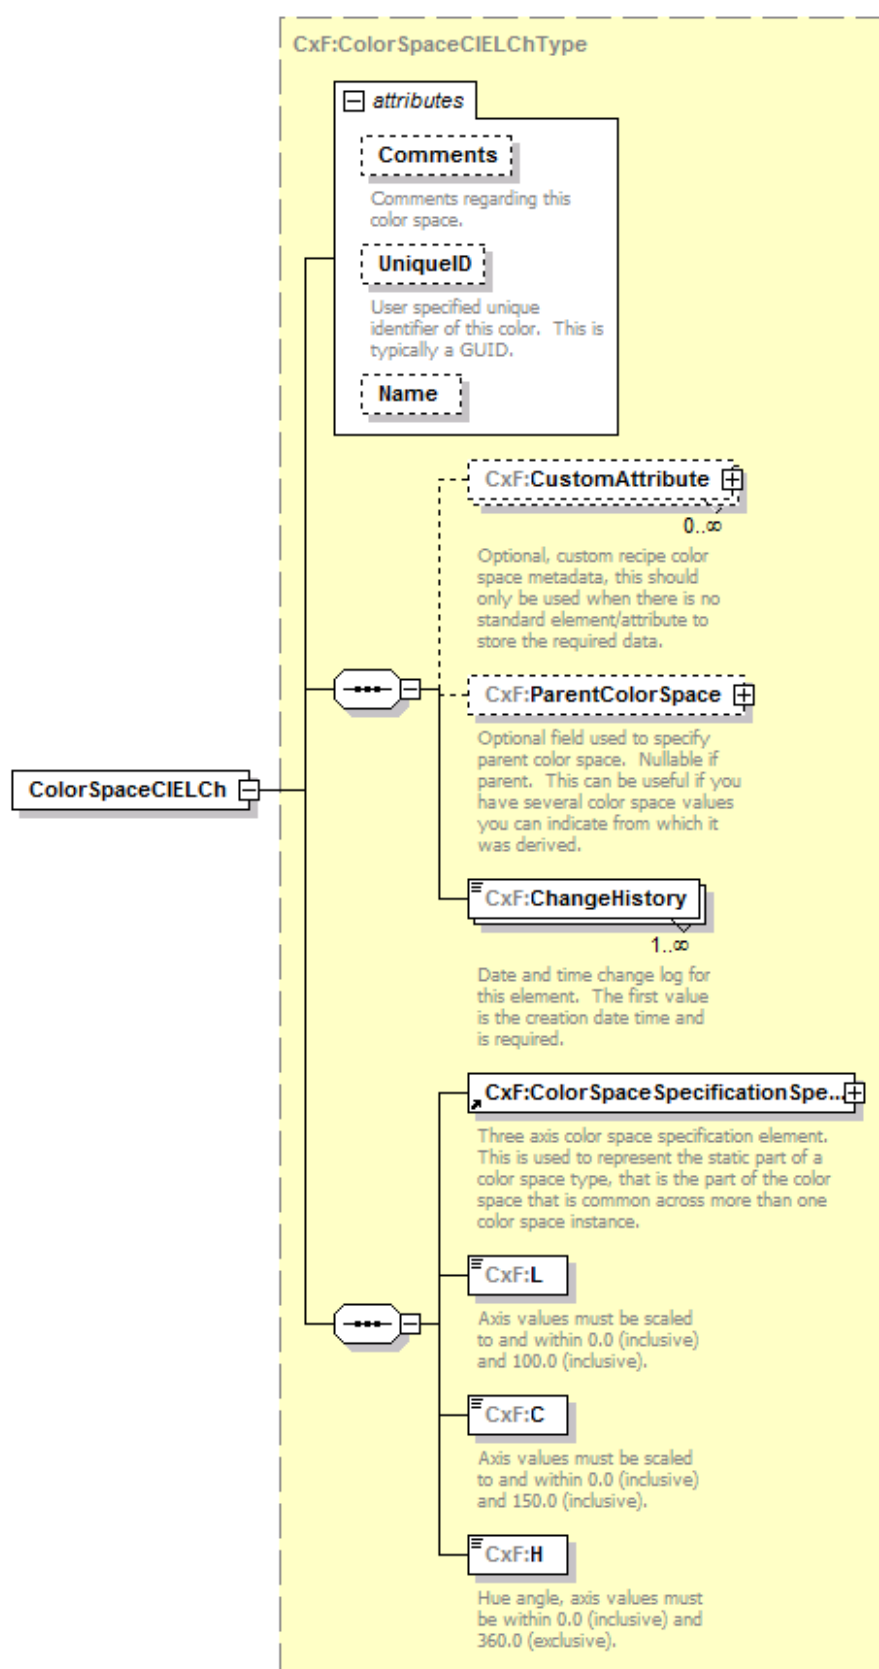 CxF:ColorSpaceCIELChType
attributes
Comments
Comments regarding this
color space.
UniqueID
User specified unique
identifier of this color.  This is
typically a GUID.
Name
CxF:CustomAttribute
0..∞
Optional, custom recipe color
space metadata, this should
only be used when there is no
standard element/attribute to
store the required data.
CxF:ParentColorSpace
Optional field used to specify
parent color space.  Nullable if
parent.  This can be useful if you
have several color space values
you can indicate from which it
was derived.
ColorSpaceCIELCh
CxF:ChangeHistory
1..∞
Date and time change log for
this element.  The first value
is the creation date time and
is required.
CxF:ColorSpaceSpecificationSpe...
Three axis color space specification element.
This is used to represent the static part of a
color space type, that is the part of the color
space that is common across more than one
color space instance.
CxF:L
Axis values must be scaled
to and within 0.0 (inclusive)
and 100.0 (inclusive).
CxF:C
Axis values must be scaled
to and within 0.0 (inclusive)
and 150.0 (inclusive).
CxF:H
Hue angle, axis values must
be within 0.0 (inclusive) and
360.0 (exclusive).